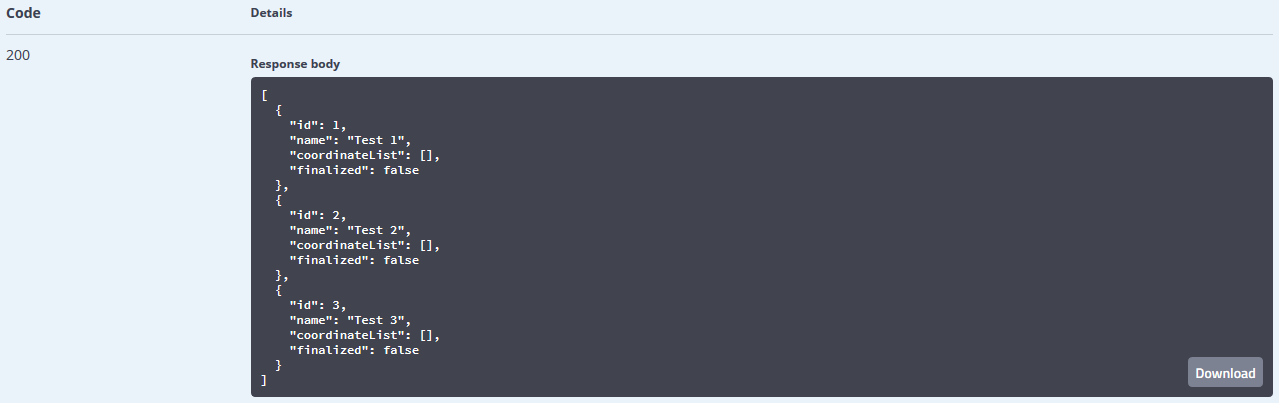 Code Details
200
Response body
[
  {
    "id": 1,
    "name": "Test 1",
    "coordinateList": [],
    "finalized": false
  },
  {
    "id": 2,
    "name": "Test 2",
    "coordinateList": [],
    "finalized": false
  },
  {
    "id": 3,
    "name": "Test 3",
    "coordinateList": [],
    "finalized": false
  }
]
Download